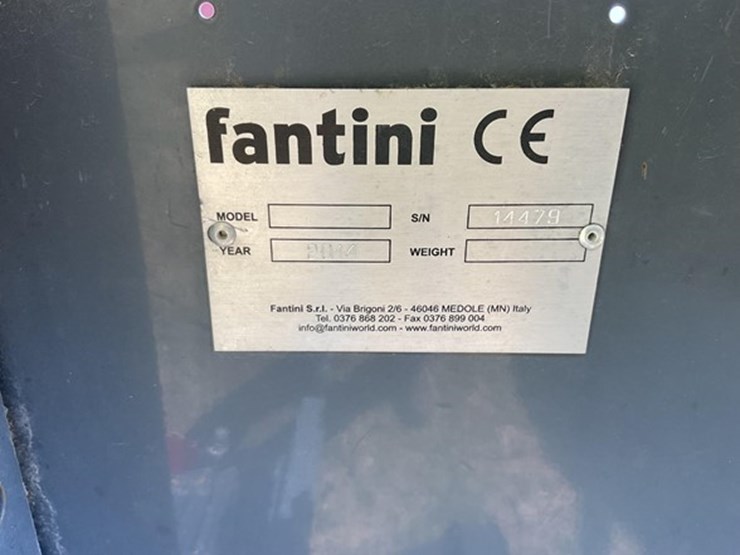 fantini CE
MODEL S/N 14479
YEAR 2014 WEIGHT
Fantini S.r.l. - Via Brigoni 2/6 - 46046 MEDOLE (MN) Italy
Tel. 0376 868 202 - Fax 0376 899 004
info@fantiniworld.com - www.fantiniworld.com